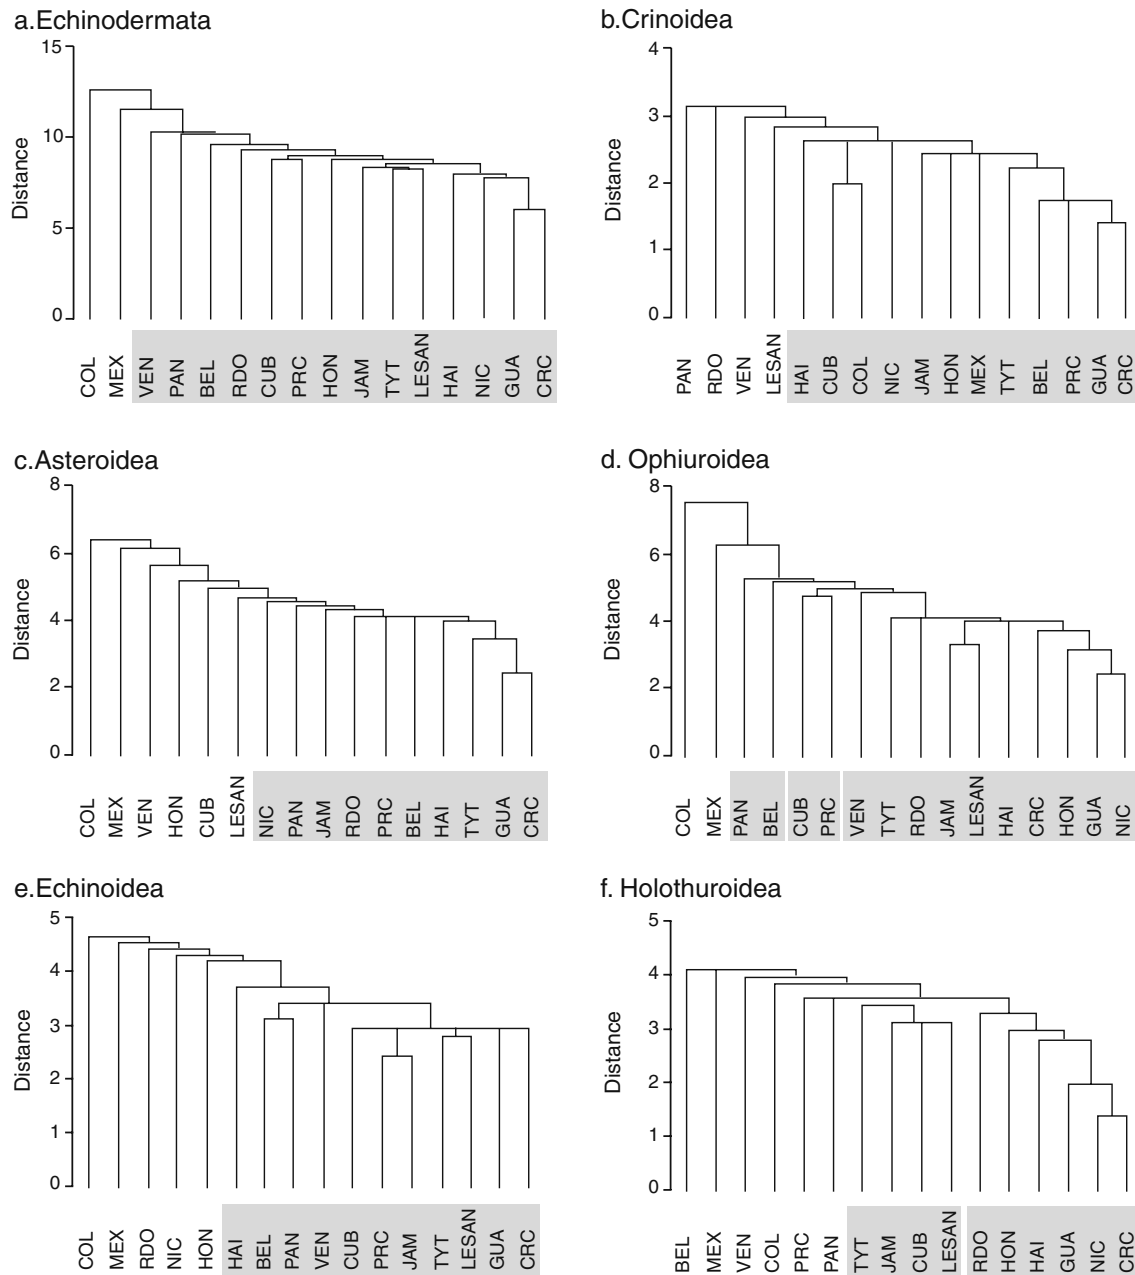 a.Echinodermata
15
10
5
0
Distance
COL MEX VEN PAN BEL RDO CUB PRC HON JAM TYT LESAN HAI NIC GUA CRC
b.Crinoidea
4
3
2
1
0
Distance
PAN RDO VEN LESAN HAI CUB COL NIC JAM HON MEX TYT BEL PRC GUA CRC
c.Asteroidea
8
6
4
2
0
Distance
COL MEX VEN HON CUB LESAN NIC PAN JAM RDO PRC BEL HAI TYT GUA CRC
d. Ophiuroidea
8
6
4
2
0
Distance
COL MEX PAN BEL CUB PRC VEN TYT RDO JAM LESAN HAI CRC HON GUA NIC
e.Echinoidea
5
4
3
2
1
0
Distance
COL MEX RDO NIC HON HAI BEL PAN VEN CUB PRC JAM TYT LESAN GUA CRC
f. Holothuroidea
5
4
3
2
1
0
Distance
BEL MEX VEN COL PRC PAN TYT JAM CUB LESAN RDO HON HAI GUA NIC CRC